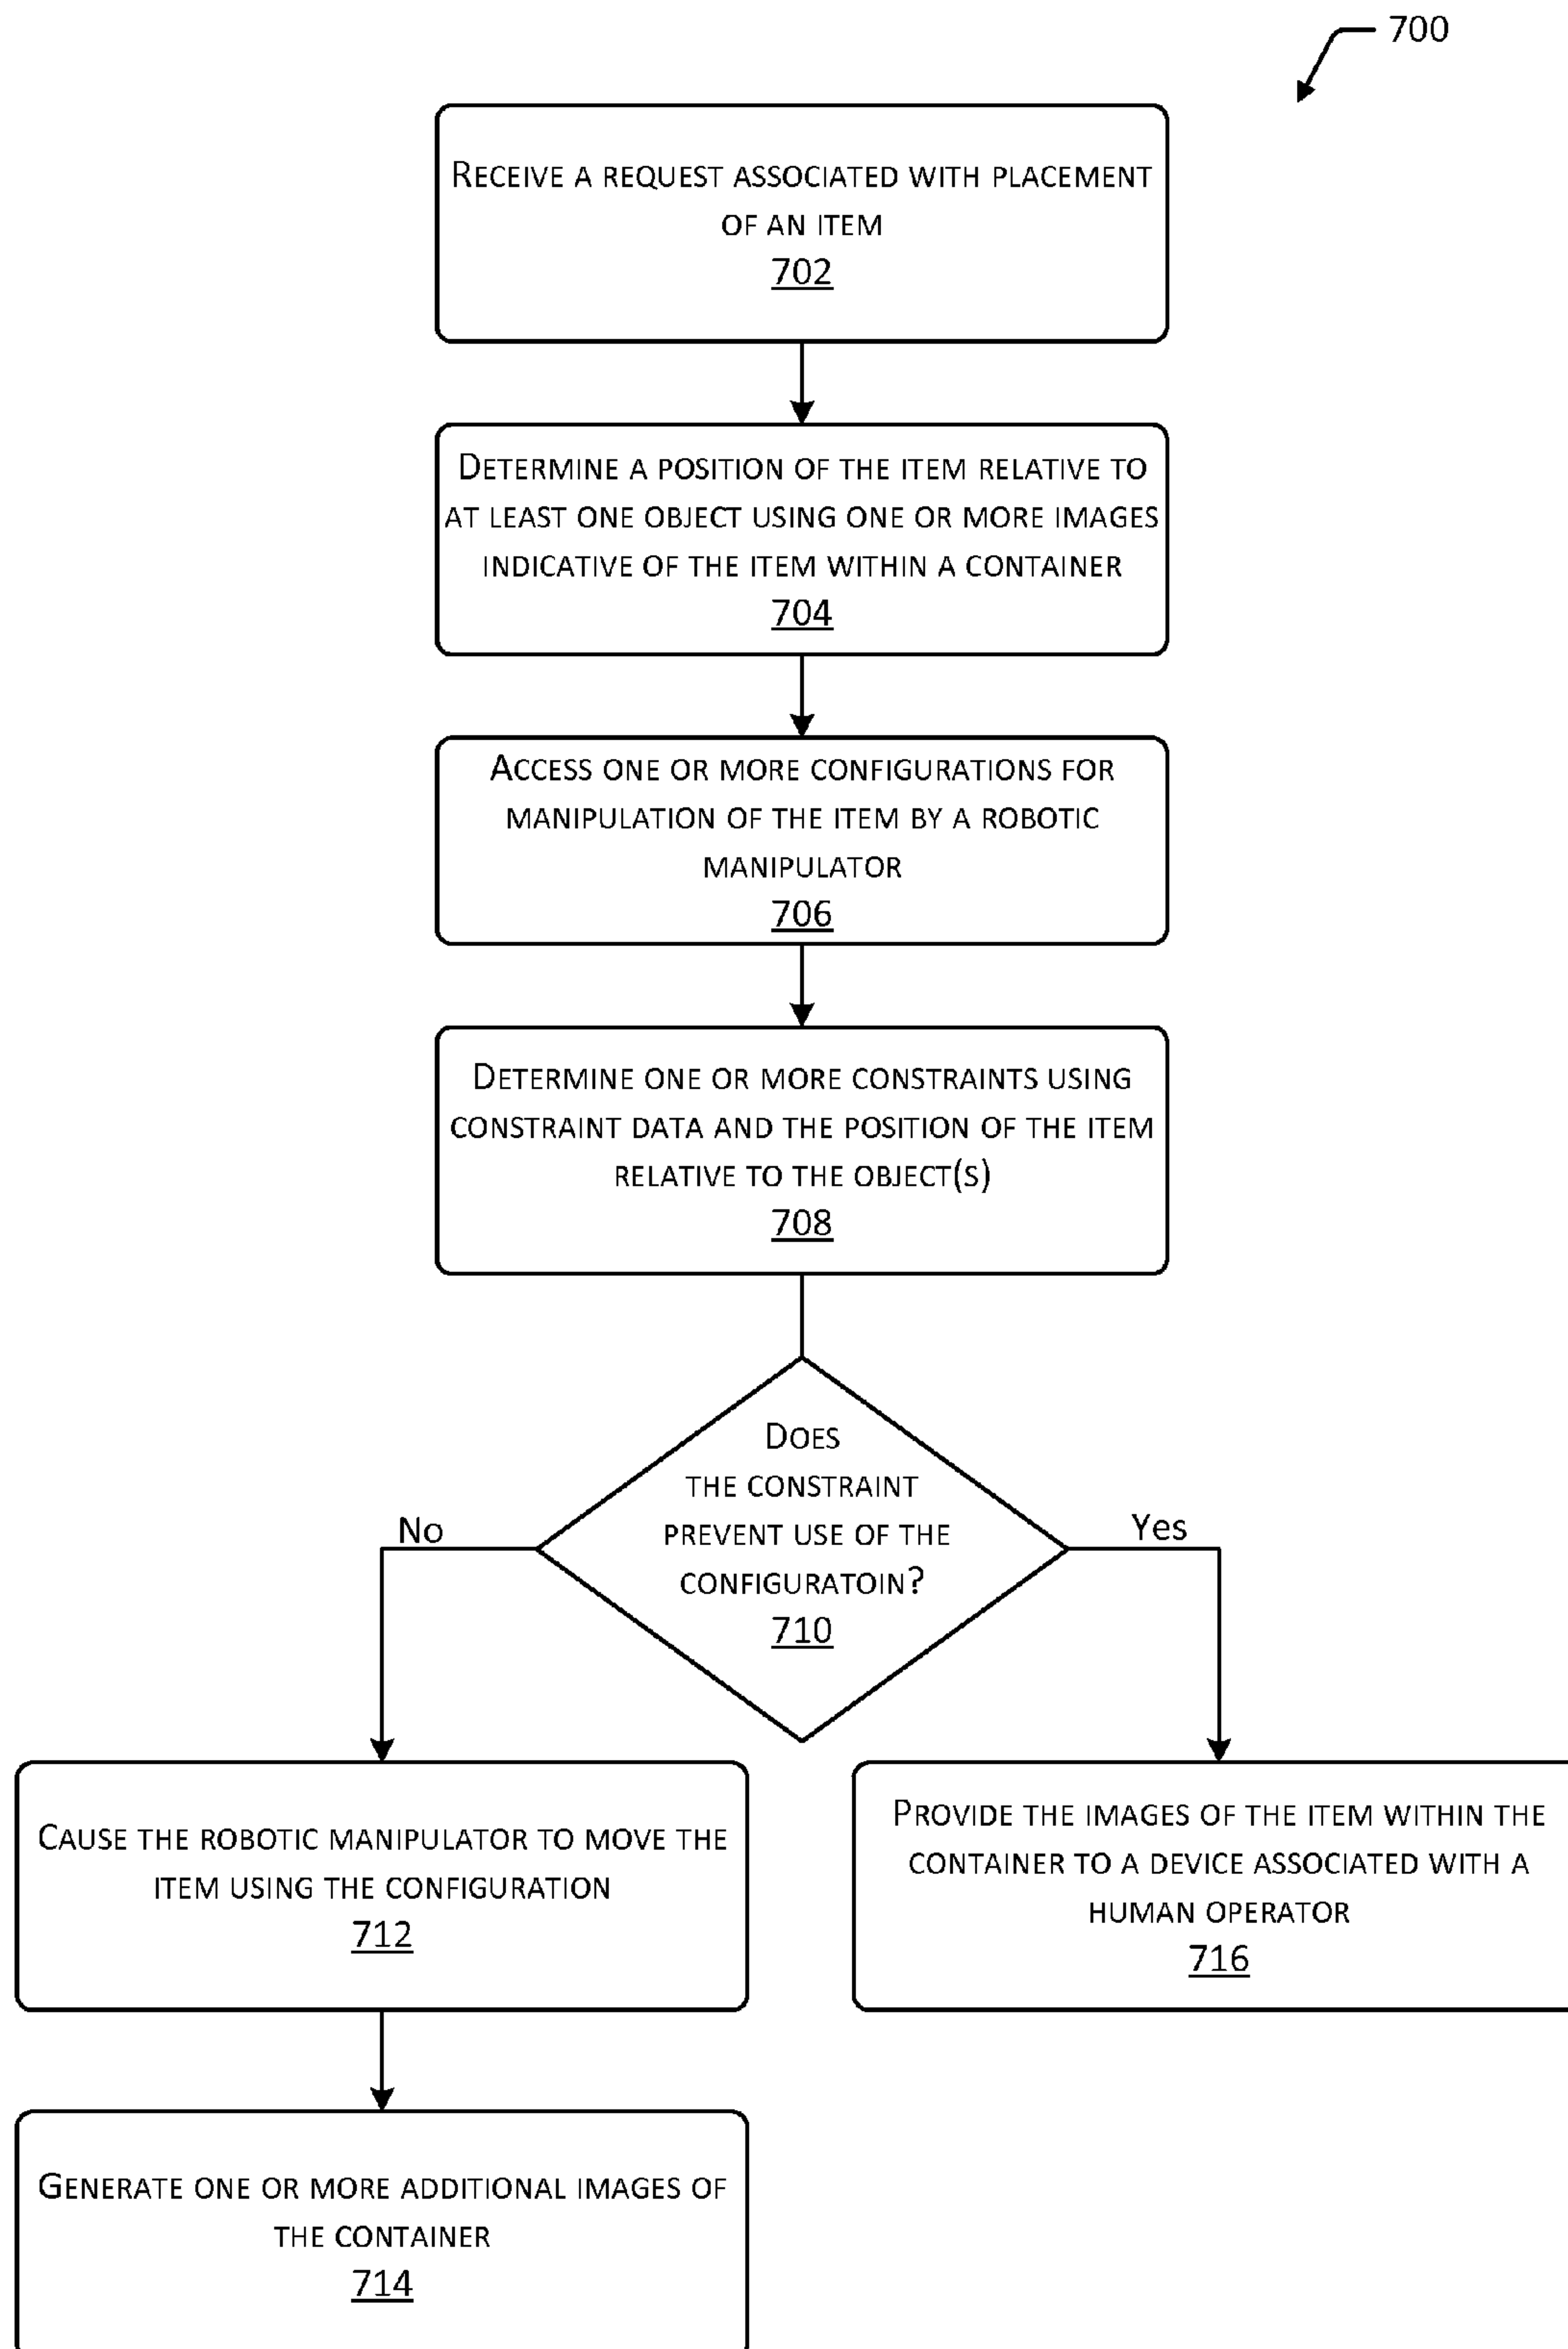 700
RECEIVE A REQUEST ASSOCIATED WITH PLACEMENT
OF AN ITEM
702
DETERMINE A POSITION OF THE ITEM RELATIVE TO
AT LEAST ONE OBJECT USING ONE OR MORE IMAGES
INDICATIVE OF THE ITEM WITHIN A CONTAINER
704
ACCESS ONE OR MORE CONFIGURATIONS FOR
MANIPULATION OF THE ITEM BY A ROBOTIC
MANIPULATOR
706
DETERMINE ONE OR MORE CONSTRAINTS USING
CONSTRAINT DATA AND THE POSITION OF THE ITEM
RELATIVE TO THE OBJECT(S)
708
DOES
THE CONSTRAINT
PREVENT USE OF THE
CONFIGURATOIN?
710
No
Yes
CAUSE THE ROBOTIC MANIPULATOR TO MOVE THE
ITEM USING THE CONFIGURATION
712
PROVIDE THE IMAGES OF THE ITEM WITHIN THE
CONTAINER TO A DEVICE ASSOCIATED WITH A
HUMAN OPERATOR
716
GENERATE ONE OR MORE ADDITIONAL IMAGES OF
THE CONTAINER
714